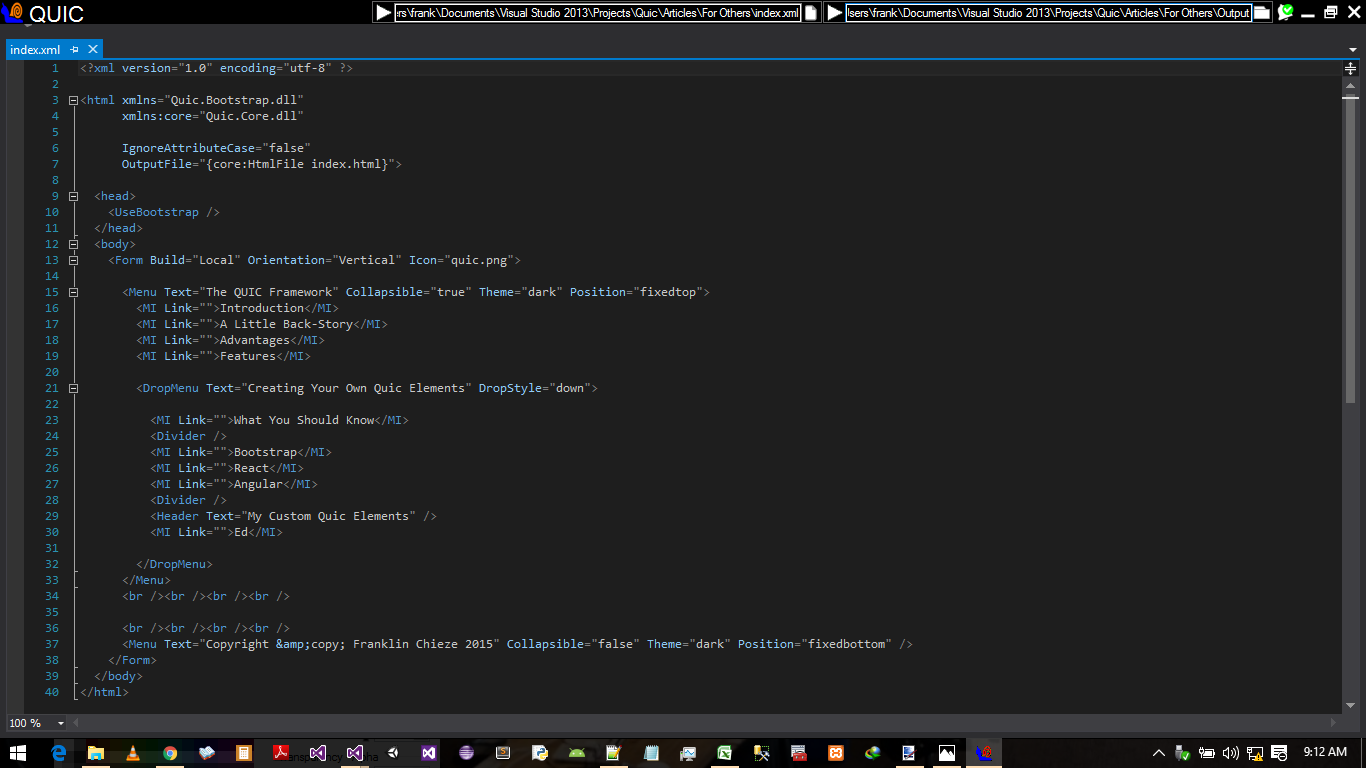 QUIC
ers\frank\Documents\Visual Studio 2013\Projects\Quic\Articles\For Others\index.xml
Jsers\frank\Documents\Visual Studio 2013\Projects\Quic\Articles\For Others\Output
index.xml
1 <?xml version="1.0" encoding="utf-8" ?>
2
3 <html xmlns="Quic.Bootstrap.dll"
4 xmlns:core="Quic.Core.dll"
5
6 IgnoreAttributeCase="false"
7 OutputFile="{core:HtmlFile index.html}">
8
9 <head>
10 <UseBootstrap />
11 </head>
12 <body>
13 <Form Build="Local" Orientation="Vertical" Icon="quic.png">
14
15 <Menu Text="The QUIC Framework" Collapsible="true" Theme="dark" Position="fixedtop">
16 <MI Link="">Introduction</MI>
17 <MI Link="">A Little Back-Story</MI>
18 <MI Link="">Advantages</MI>
19 <MI Link="">Features</MI>
20
21 <DropMenu Text="Creating Your Own Quic Elements" DropStyle="down">
22
23 <MI Link="">What You Should Know</MI>
24 <Divider />
25 <MI Link="">Bootstrap</MI>
26 <MI Link="">React</MI>
27 <MI Link="">Angular</MI>
28 <Divider />
29 <Header Text="My Custom Quic Elements" />
30 <MI Link="">Ed</MI>
31
32 </DropMenu>
33 </Menu>
34 <br /><br /><br /><br />
35
36 <br /><br /><br /><br />
37 <Menu Text="Copyright &amp;copy; Franklin Chieze 2015" Collapsible="false" Theme="dark" Position="fixedbottom" />
38 </Form>
39 </body>
40 </html>
100 %
9:12 AM